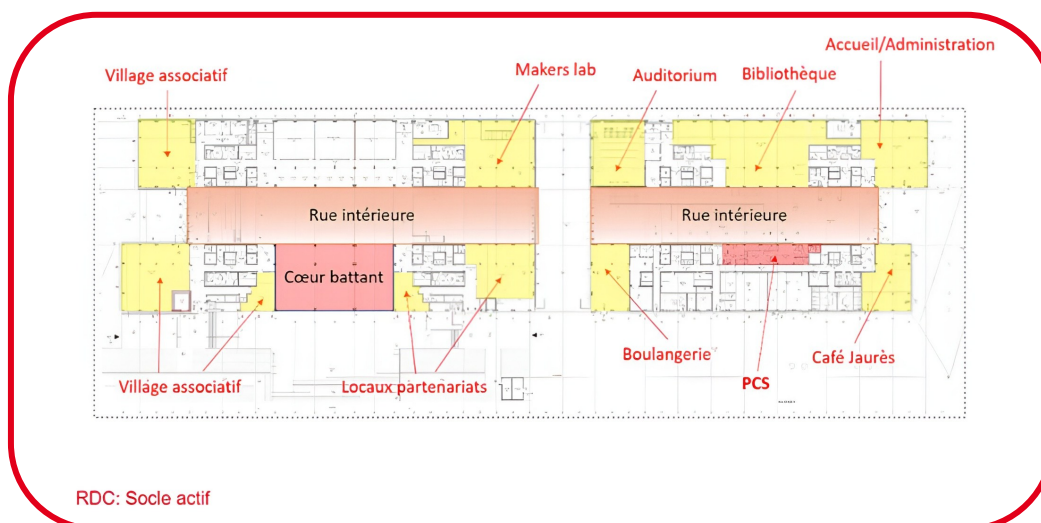 Accueil/Administration
Village associatif
Makers lab
Auditorium
Bibliothèque
Rue intérieure
Rue intérieure
Cœur battant
Boulangerie
Café Jaurès
Village associatif
Locaux partenariats
PCS
RDC: Socle actif